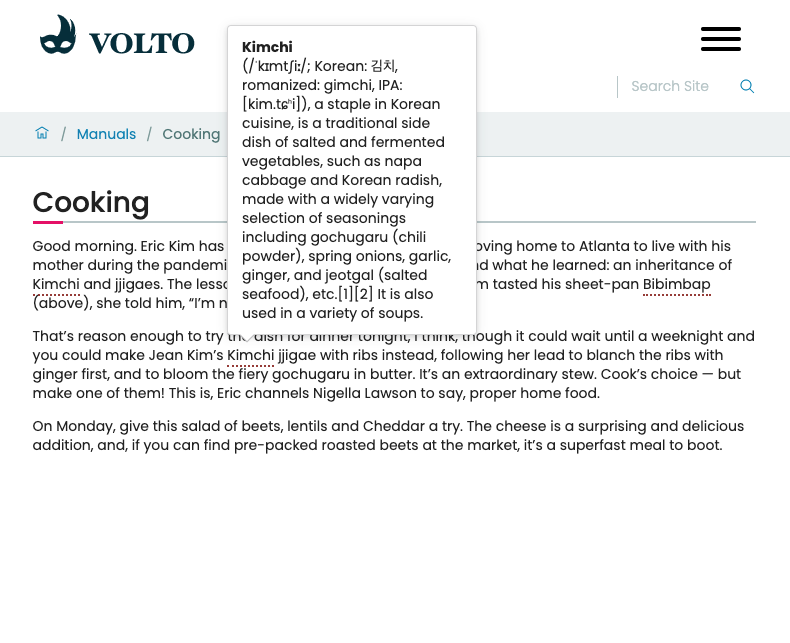 VOLTO
Search Site
/ Manuals / Cooking
Kimchi
(/ˈkɪmtʃiː/; Korean: 김치,
romanized: gimchi, IPA:
[kim.tɕʰi]), a staple in Korean
cuisine, is a traditional side
dish of salted and fermented
vegetables, such as napa
cabbage and Korean radish,
made with a widely varying
selection of seasonings
including gochugaru (chili
powder), spring onions, garlic,
ginger, and jeotgal (salted
seafood), etc.[1][2] It is also
used in a variety of soups.
Cooking
Good morning. Eric Kim has oving home to Atlanta to live with his
mother during the pandemi nd what he learned: an inheritance of
Kimchi and jjigaes. The lesso m tasted his sheet-pan Bibimbap
(above), she told him, “I’m n
That’s reason enough to try the dish for dinner tonight, I think, though it could wait until a weeknight and
you could make Jean Kim’s Kimchi jjigae with ribs instead, following her lead to blanch the ribs with
ginger first, and to bloom the fiery gochugaru in butter. It’s an extraordinary stew. Cook’s choice — but
make one of them! This is, Eric channels Nigella Lawson to say, proper home food.
On Monday, give this salad of beets, lentils and Cheddar a try. The cheese is a surprising and delicious
addition, and, if you can find pre-packed roasted beets at the market, it’s a superfast meal to boot.